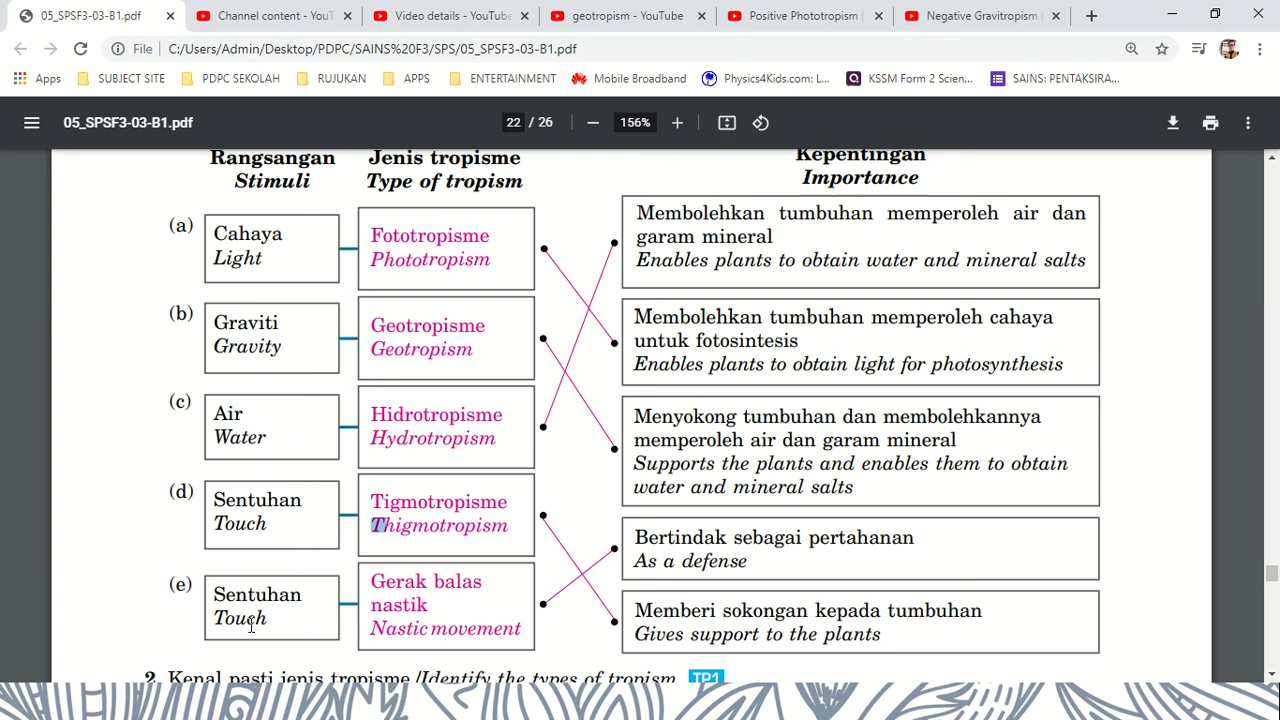 05_SPSF3-03-B1.pdf
Channel content - YouT
Video details - YouTube
geotropism - YouTube
Positive Phototropism |
Negative Gravitropism |
File
C:/Users/Admin/Desktop/PDPC/SAINS%20F3/SPS/05_SPSF3-03-B1.pdf
Apps
SUBJECT SITE
PDPC SEKOLAH
RUJUKAN
APPS
ENTERTAINMENT
Mobile Broadband
Physics4Kids.com: L...
KSSM Form 2 Scien...
SAINS: PENTAKSIRA...
05_SPSF3-03-B1.pdf
22 / 26
156%
Rangsangan
Stimuli
Jenis tropisme
Type of tropism
Kepentingan
Importance
(a)
Cahaya
Light
Fototropisme
Phototropism
Membolehkan tumbuhan memperoleh air dan
garam mineral
Enables plants to obtain water and mineral salts
(b)
Graviti
Gravity
Geotropisme
Geotropism
Membolehkan tumbuhan memperoleh cahaya
untuk fotosintesis
Enables plants to obtain light for photosynthesis
(c)
Air
Water
Hidrotropisme
Hydrotropism
Menyokong tumbuhan dan membolehkannya
memperoleh air dan garam mineral
Supports the plants and enables them to obtain
water and mineral salts
(d)
Sentuhan
Touch
Tigmotropisme
Thigmotropism
Bertindak sebagai pertahanan
As a defense
(e)
Sentuhan
Touch
Gerak balas
nastik
Nastic movement
Memberi sokongan kepada tumbuhan
Gives support to the plants
2 Kenal pasti jenis tropisme /Identify the types of tropism TP1